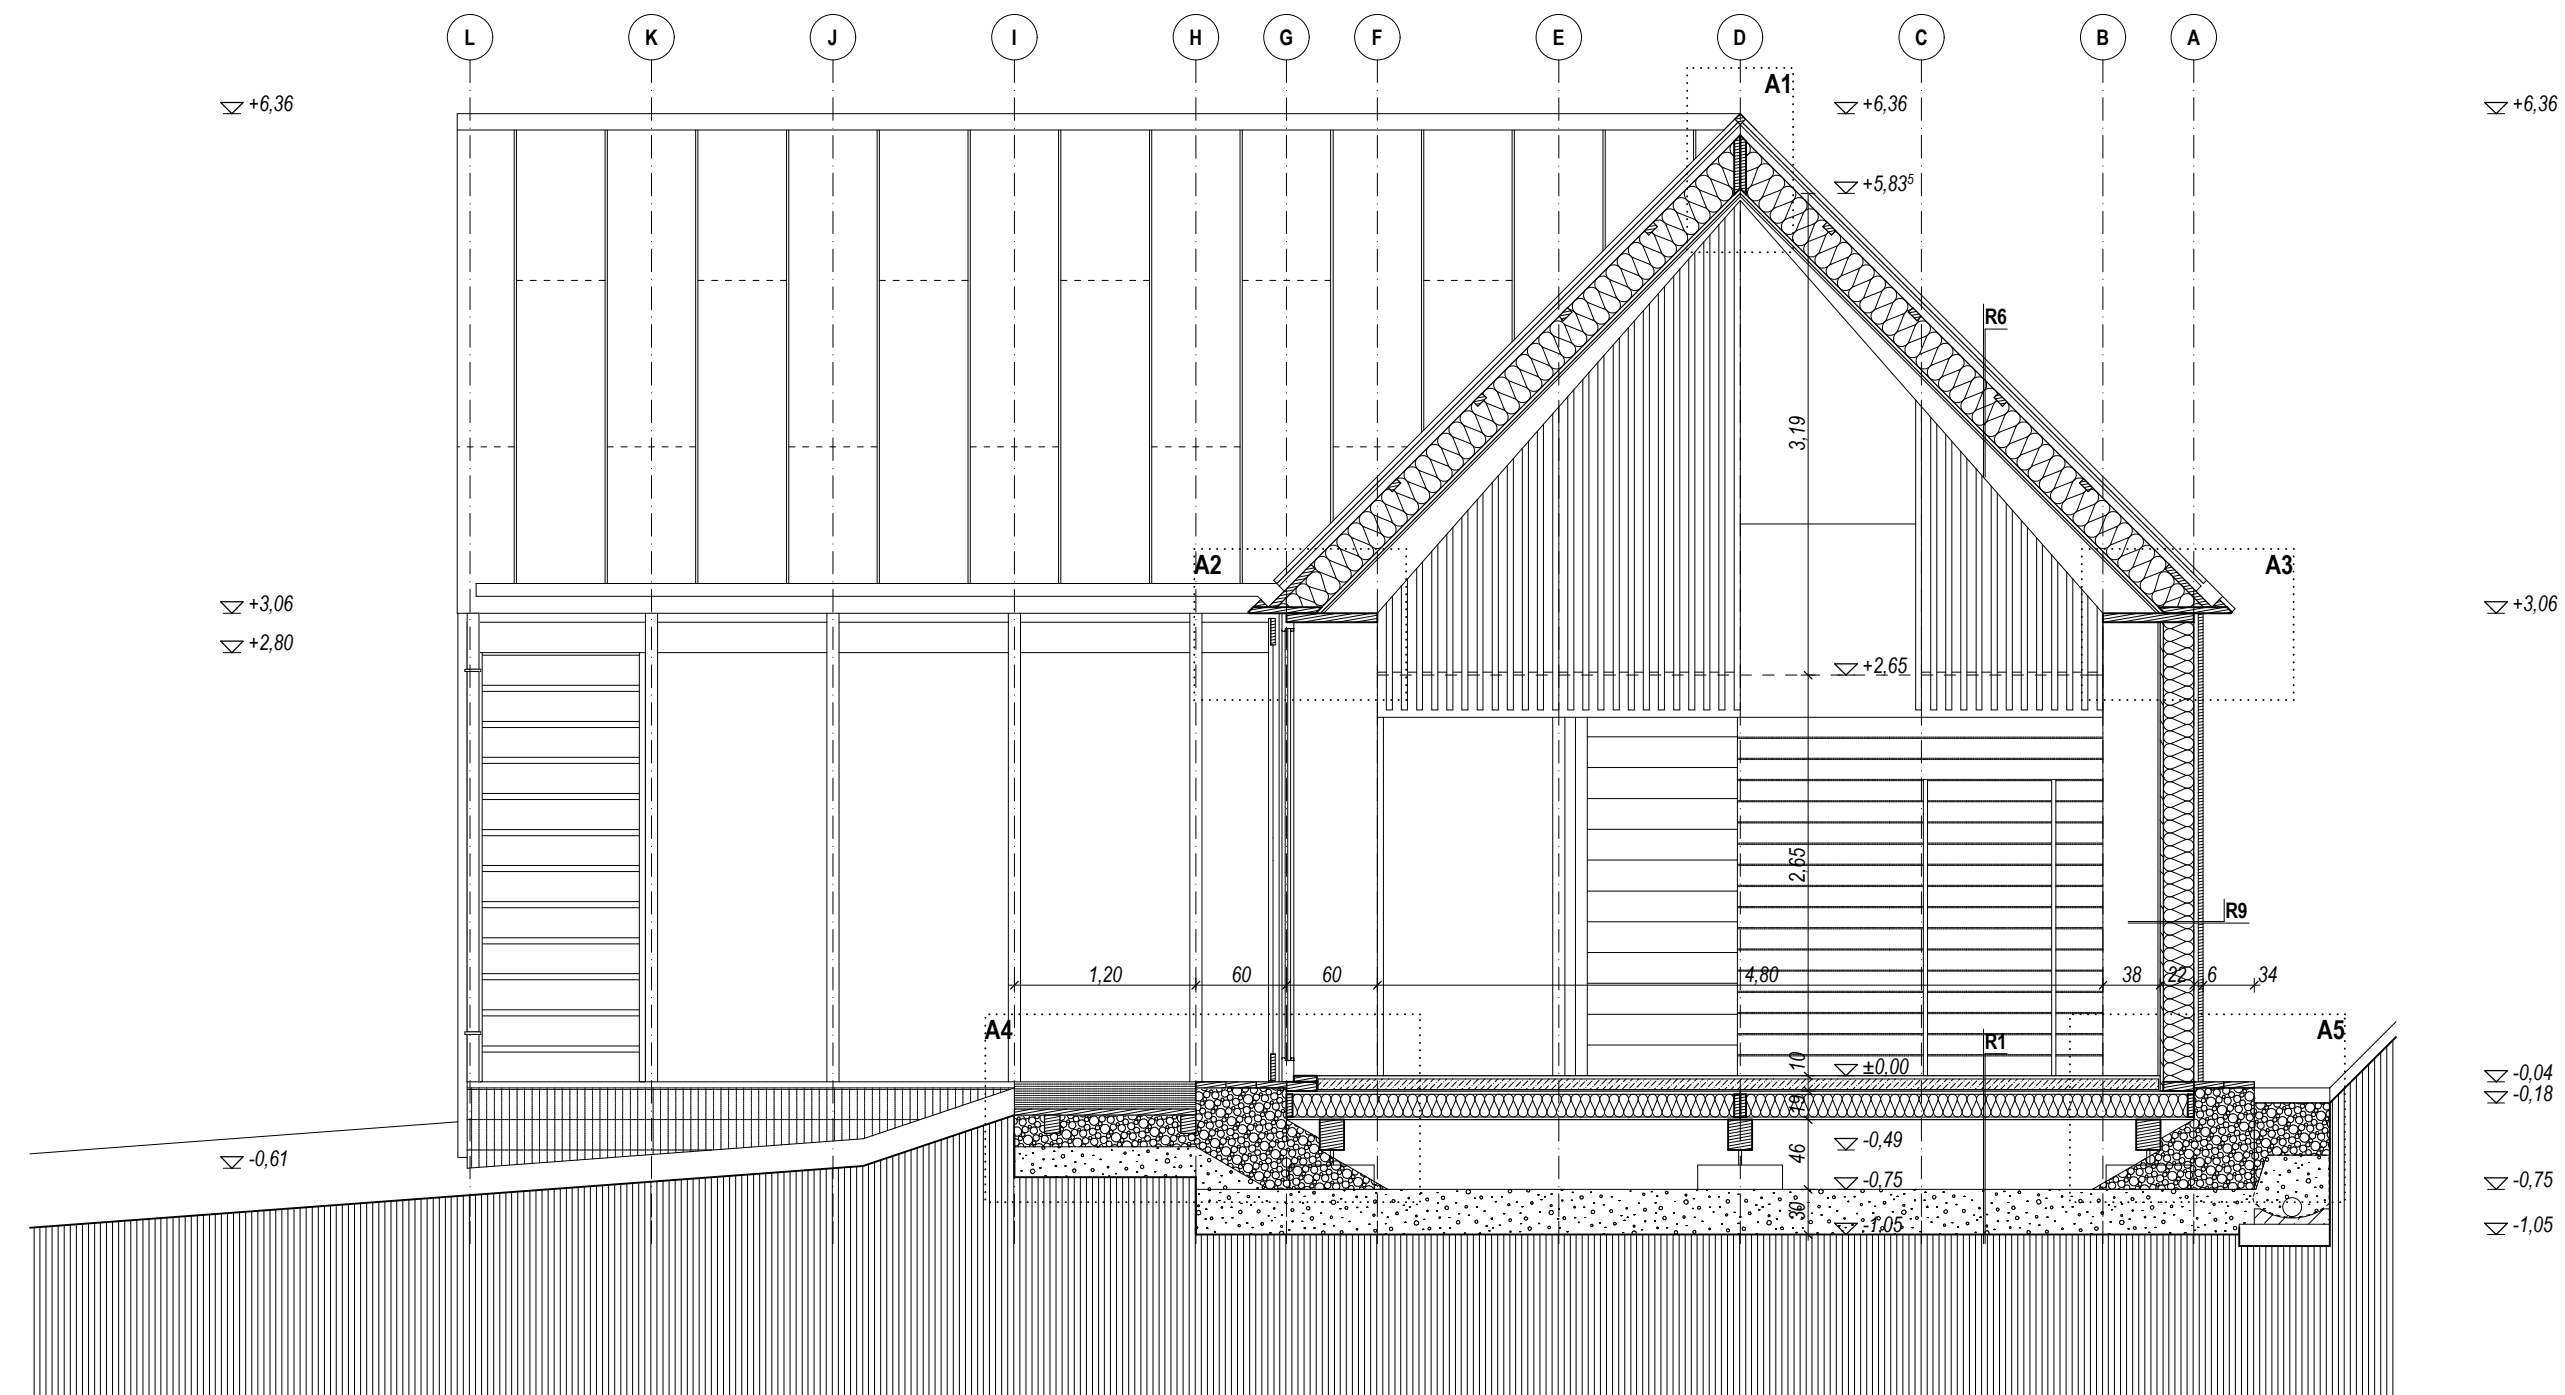 L K J I H G F E D C B A
A1
+6,36 +6,36 +6,36
+5,83⁵
R6
3,19
A2 A3
+3,06 +3,06
+2,80
+2,65
2,65
R9
1,20 60 60 4,80 38 22 6 34
A4 A5
R1
10 ±0,00
-0,04
-0,18
19
-0,49
46
-0,61
-0,75 -0,75
30
-1,05 -1,05